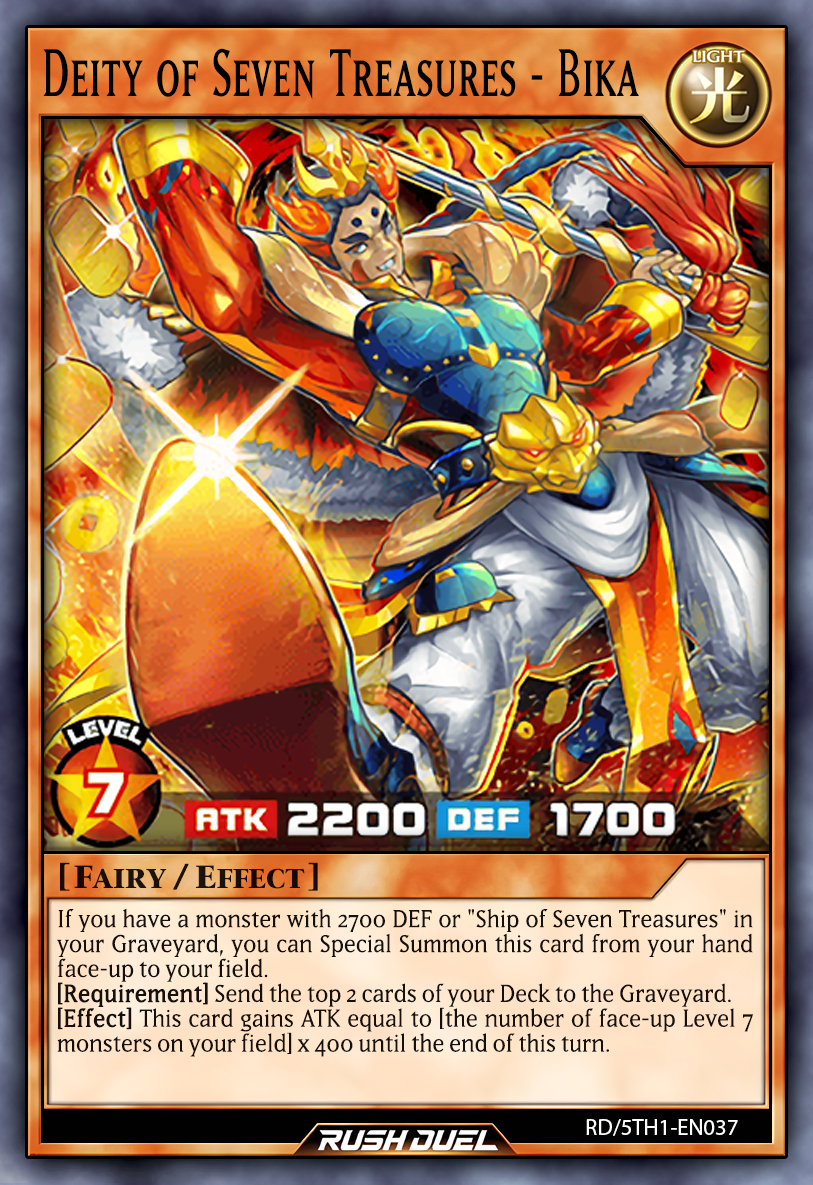 Deity of Seven Treasures - Bika
LIGHT
光
LEVEL
7
ATK 2200 DEF 1700
[Fairy / Effect]
If you have a monster with 2700 DEF or "Ship of Seven Treasures" in
your Graveyard, you can Special Summon this card from your hand
face-up to your field.
[Requirement] Send the top 2 cards of your Deck to the Graveyard.
[Effect] This card gains ATK equal to [the number of face-up Level 7
monsters on your field] x 400 until the end of this turn.
RD/5TH1-EN037
RUSH DUEL